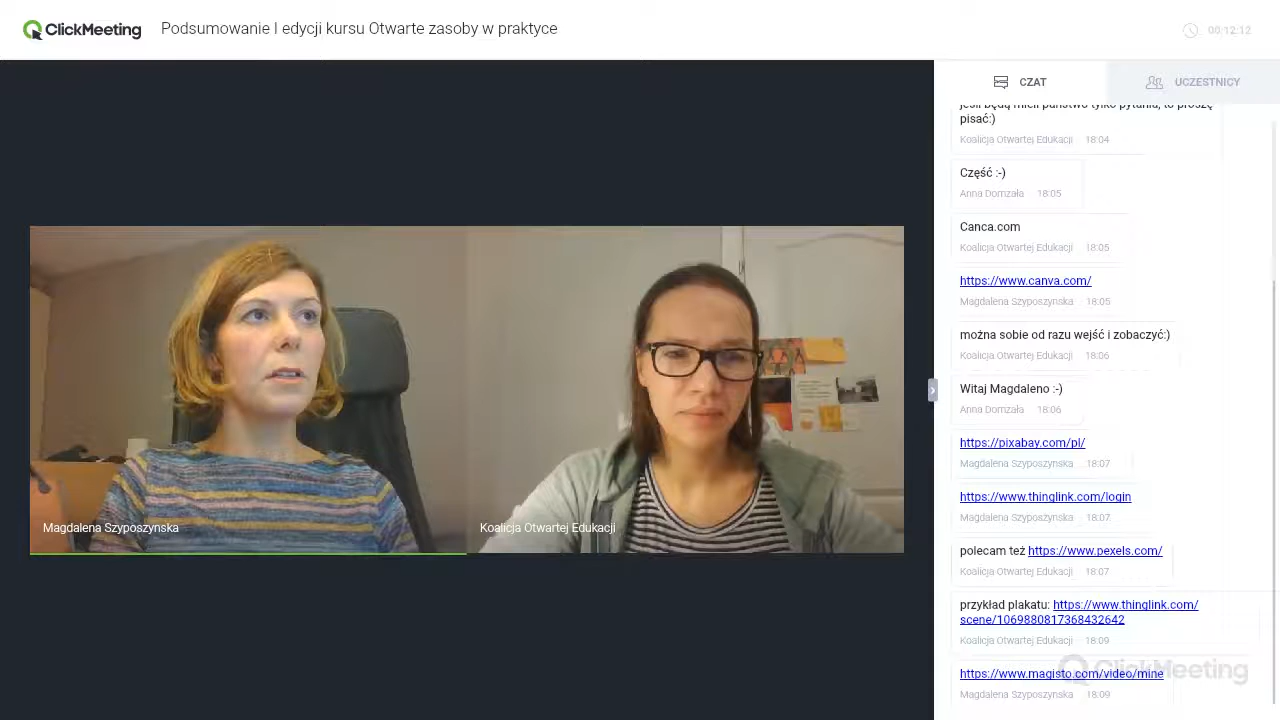 ClickMeeting
Podsumowanie I edycji kursu Otwarte zasoby w praktyce
00:12:12
CZAT
UCZESTNICY
jeśli będą mieli państwo tylko pytania, to proszę
pisać:)
Koalicja Otwartej Edukacji 18:04
Część :-)
Anna Domzała 18:05
Canca.com
Koalicja Otwartej Edukacji 18:05
https://www.canva.com/
Magdalena Szyposzynska 18:05
można sobie od razu wejść i zobaczyć:)
Koalicja Otwartej Edukacji 18:06
Witaj Magdaleno :-)
Anna Domzała 18:06
https://pixabay.com/pl/
Magdalena Szyposzynska 18:07
https://www.thinglink.com/login
Magdalena Szyposzynska 18:07
polecam też https://www.pexels.com/
Koalicja Otwartej Edukacji 18:07
przykład plakatu: https://www.thinglink.com/
scene/1069880817368432642
Koalicja Otwartej Edukacji 18:09
https://www.magisto.com/video/mine
Magdalena Szyposzynska 18:09
ClickMeeting
Magdalena Szyposzynska
Koalicja Otwartej Edukacji